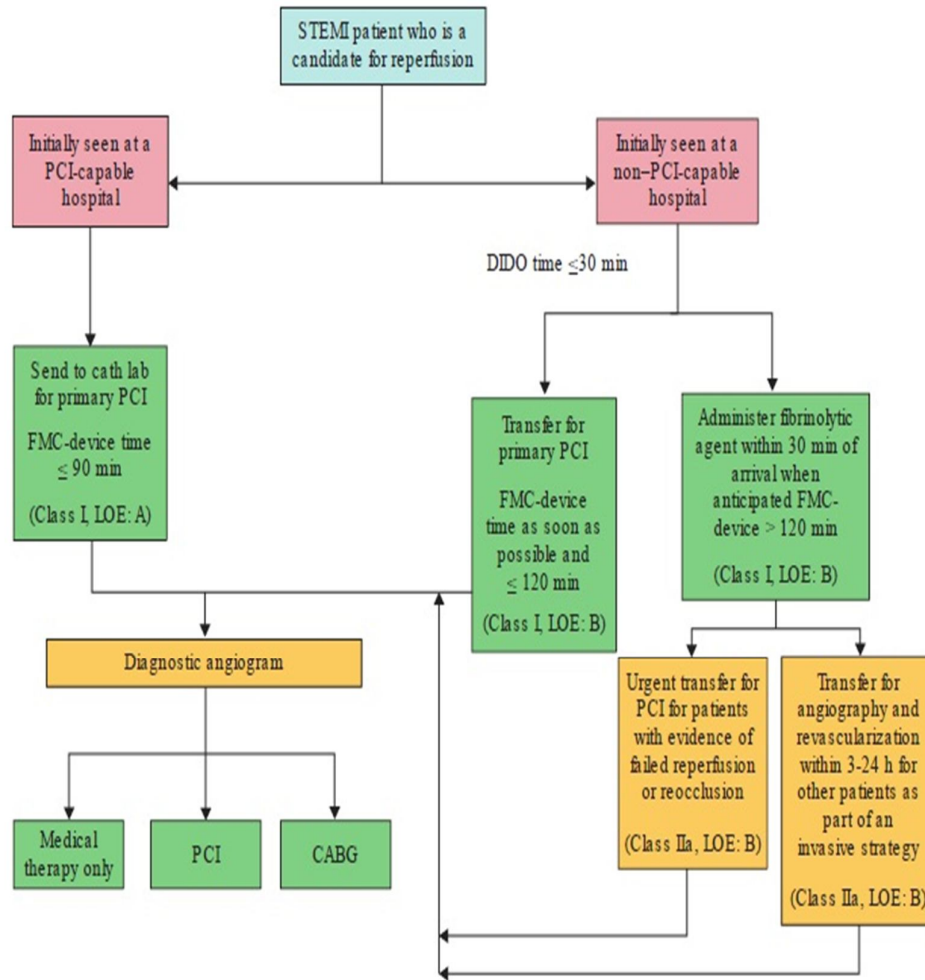 STEMI patient who is a
candidate for reperfusion
Initially seen at a
PCI-capable
hospital
Initially seen at a
non–PCI-capable
hospital
DIDO time ≤30 min
Send to cath lab
for primary PCI
FMC-device time
≤ 90 min
(Class I, LOE: A)
Transfer for
primary PCI
FMC-device
time as soon as
possible and
≤ 120 min
(Class I, LOE: B)
Administer fibrinolytic
agent within 30 min of
arrival when
anticipated FMC-
device > 120 min
(Class I, LOE: B)
Diagnostic angiogram
Urgent transfer for
PCI for patients
with evidence of
failed reperfusion
or reocclusion
(Class IIa, LOE: B)
Transfer for
angiography and
revascularization
within 3-24 h for
other patients as
part of an
invasive strategy
(Class IIa, LOE: B)
Medical
therapy only
PCI
CABG